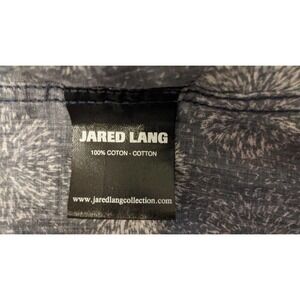 JARED LANG
100% COTON - COTTON
www.jaredlangcollection.com